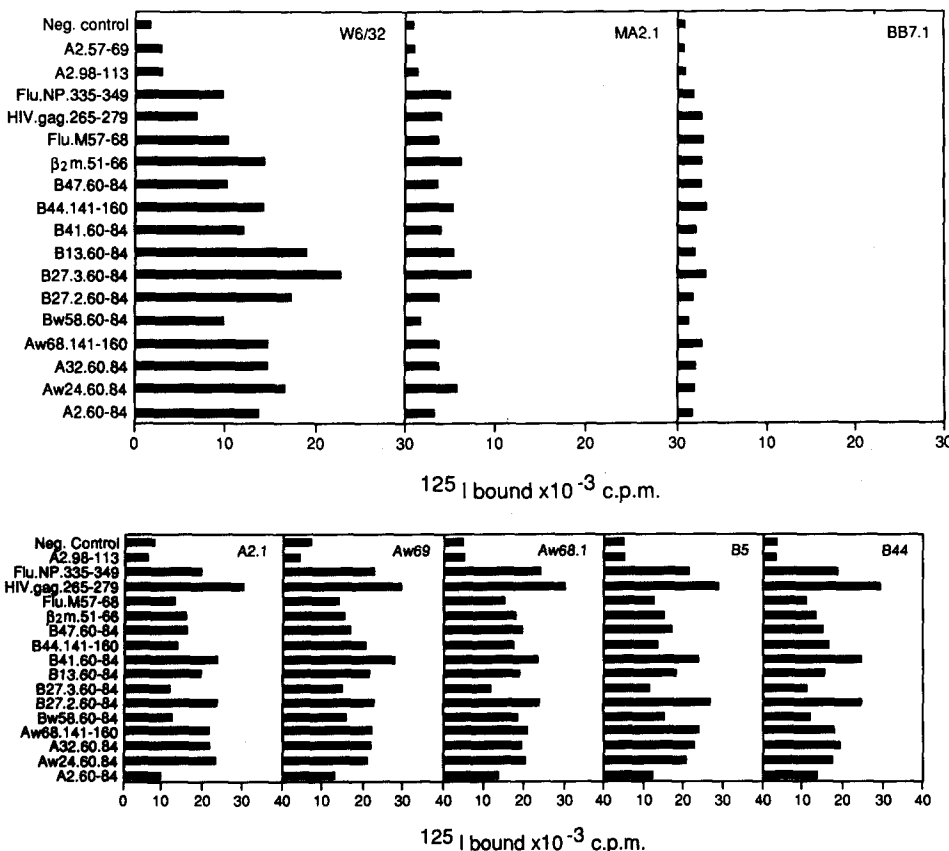 Neg. control
A2.57-69
A2.98-113
Flu.NP.335-349
HIV.gag.265-279
Flu.M57-68
β₂m.51-66
B47.60-84
B44.141-160
B41.60-84
B13.60-84
B27.3.60-84
B27.2.60-84
Bw58.60-84
Aw68.141-160
A32.60.84
Aw24.60.84
A2.60-84
W6/32
MA2.1
BB7.1
0 10 20 30 10 20 30 10 20 30
¹²⁵ I bound x10⁻³ c.p.m.
Neg. Control
A2.98-113
Flu.NP.335-349
HIV.gag.265-279
Flu.M57-68
β₂m.51-66
B47.60-84
B44.141-160
B41.60-84
B13.60-84
B27.3.60-84
B27.2.60-84
Bw58.60-84
Aw68.141-160
A32.60.84
Aw24.60.84
A2.60-84
A2.1
Aw69
Aw68.1
B5
B44
0 10 20 30 40 10 20 30 40 10 20 30 40 10 20 30 40 10 20 30 40
¹²⁵ I bound x10⁻³ c.p.m.